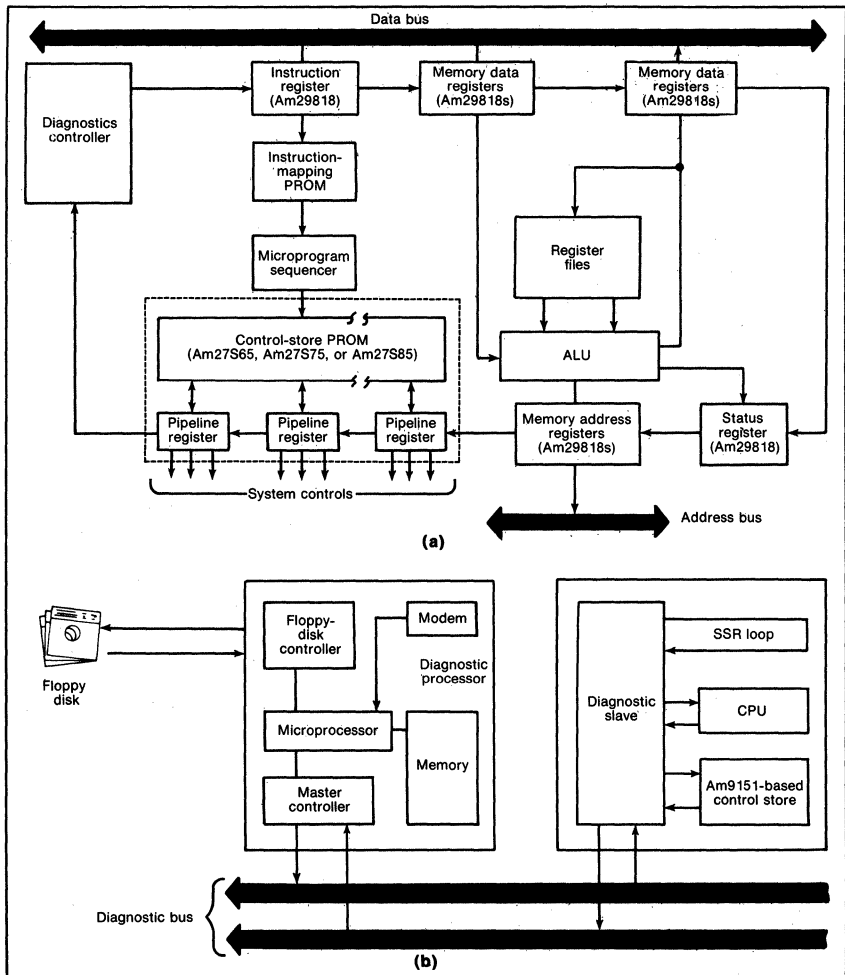 Data bus
Diagnostics
controller
Instruction
register
(Am29818)
Memory data
registers
(Am29818s)
Memory data
registers
(Am29818s)
Instruction-
mapping
PROM
Microprogram
sequencer
Register
files
Control-store PROM
(Am27S65, Am27S75, or Am27S85)
ALU
Pipeline
register
Pipeline
register
Pipeline
register
Memory address
registers
(Am29818s)
Status
register
(Am29818)
System controls
Address bus
(a)
Floppy
disk
Floppy-
disk
controller
Modem
Diagnostic
processor
Microprocessor
Memory
Master
controller
Diagnostic
slave
SSR loop
CPU
Am9151-based
control store
Diagnostic bus
(b)